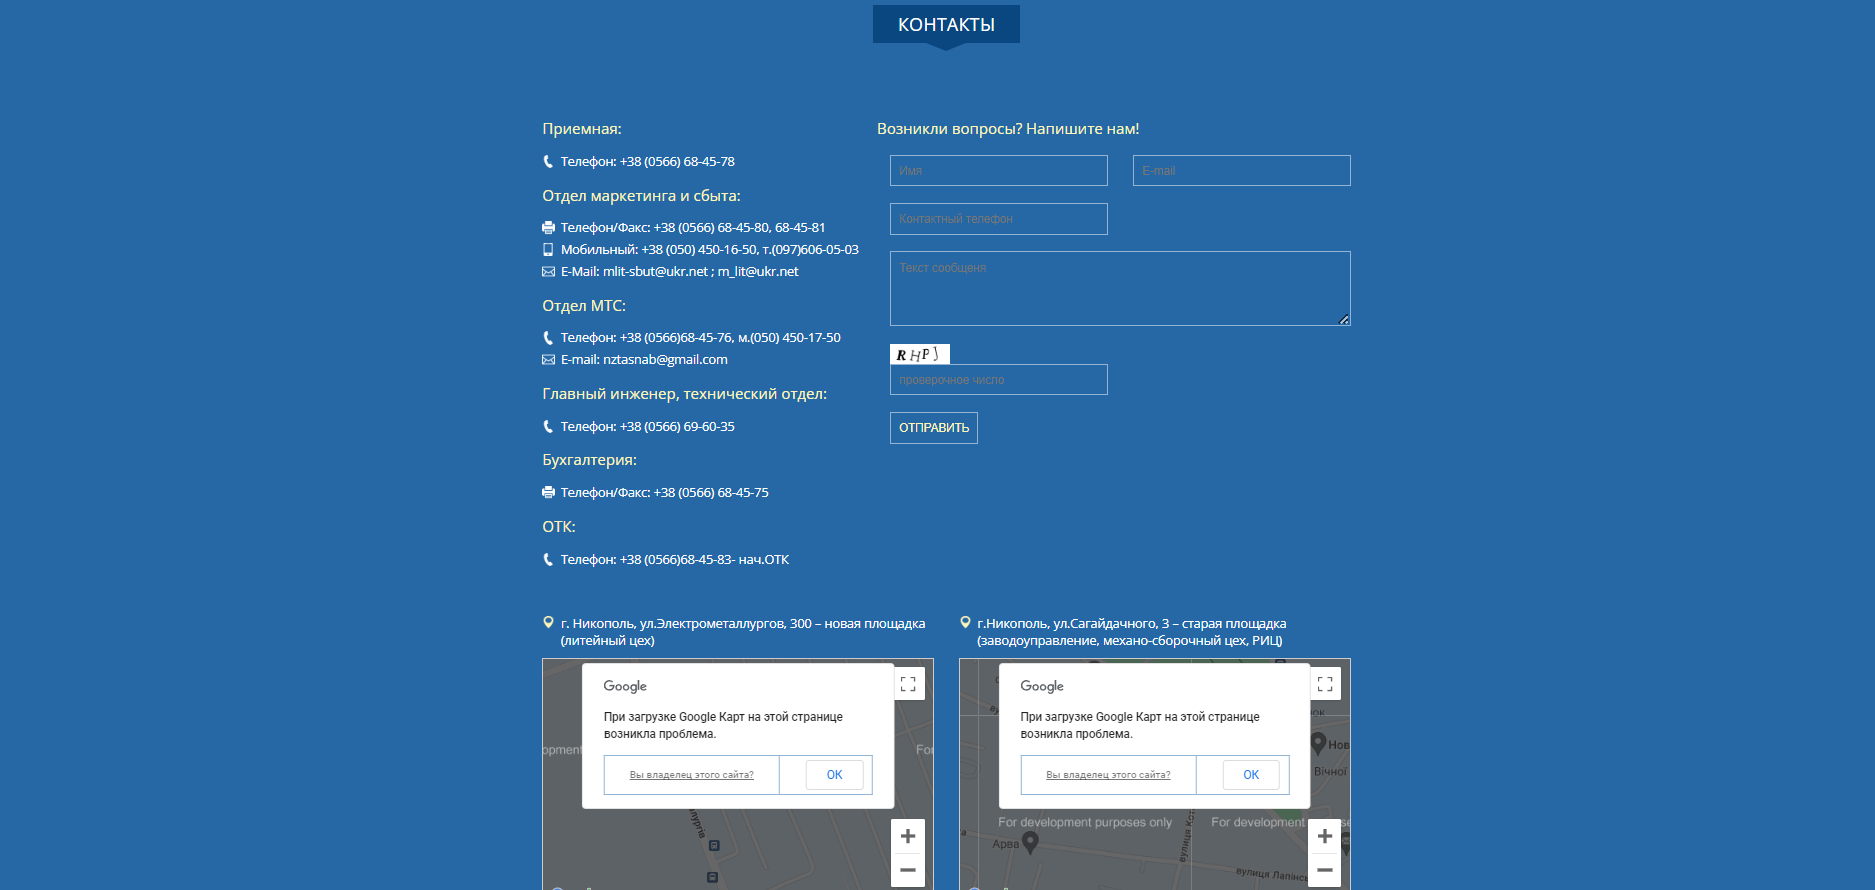 КОНТАКТЫ
Приемная:
Телефон: +38 (0566) 68-45-78
Отдел маркетинга и сбыта:
Телефон/Факс: +38 (0566) 68-45-80, 68-45-81
Мобильный: +38 (050) 450-16-50, т.(097)606-05-03
E-Mail: mlit-sbut@ukr.net ; m_lit@ukr.net
Отдел МТС:
Телефон: +38 (0566)68-45-76, м.(050) 450-17-50
E-mail: nztasnab@gmail.com
Главный инженер, технический отдел:
Телефон: +38 (0566) 69-60-35
Бухгалтерия:
Телефон/Факс: +38 (0566) 68-45-75
ОТК:
Телефон: +38 (0566)68-45-83- нач.ОТК
Возникли вопросы? Напишите нам!
Имя
E-mail
Контактный телефон
Текст сообщеня
RHPJ
проверочное число
ОТПРАВИТЬ
г. Никополь, ул.Электрометаллургов, 300 – новая площадка
(литейный цех)
Google
При загрузке Google Карт на этой странице
возникла проблема.
Вы владелец этого сайта?
ОК
г.Никополь, ул.Сагайдачного, 3 – старая площадка
(заводоуправление, механо-сборочный цех, РИЦ)
Google
При загрузке Google Карт на этой странице
возникла проблема.
Вы владелец этого сайта?
ОК
Нов
Вічної
For development purposes only
For development
Арва
вулиця Лапінсь